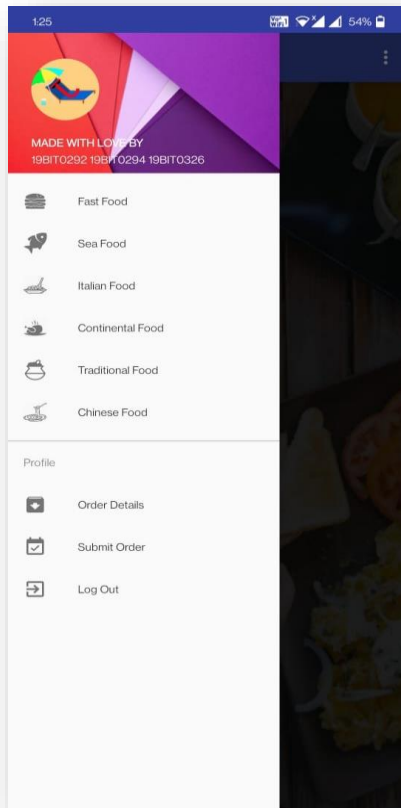 1:25
54%
MADE WITH LOVE BY
19BIT0292 19BIT0294 19BIT0326
Fast Food
Sea Food
Italian Food
Continental Food
Traditional Food
Chinese Food
Profile
Order Details
Submit Order
Log Out